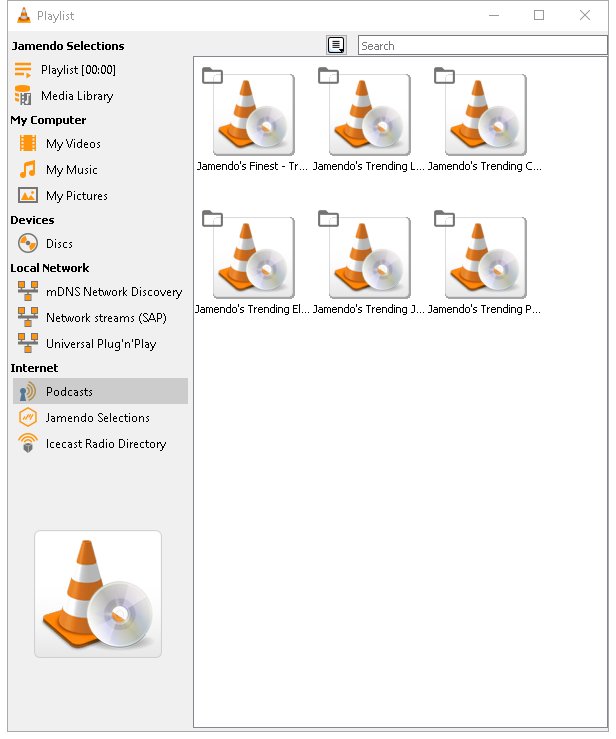 Playlist
Jamendo Selections
Search
Playlist [00:00]
Media Library
My Computer
My Videos
My Music
My Pictures
Devices
Discs
Local Network
mDNS Network Discovery
Network streams (SAP)
Universal Plug'n'Play
Internet
Podcasts
Jamendo Selections
Icecast Radio Directory
Jamendo's Finest - Tr...
Jamendo's Trending L...
Jamendo's Trending C...
Jamendo's Trending El...
Jamendo's Trending J...
Jamendo's Trending P...